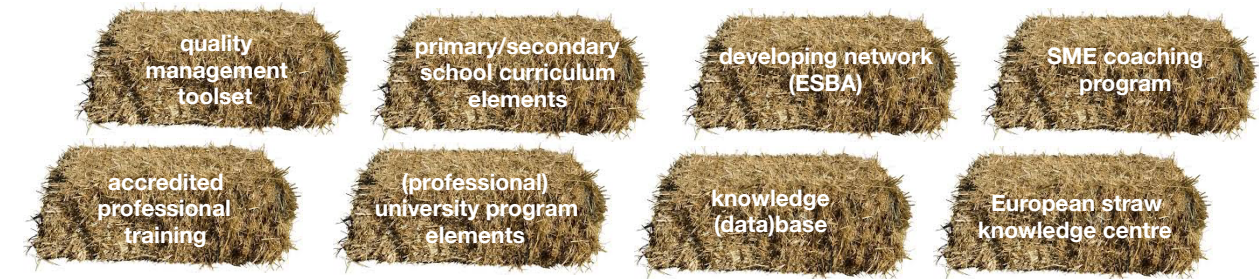 quality
management
toolset
primary/secondary
school curriculum
elements
developing network
(ESBA)
SME coaching
program
accredited
professional
training
(professional)
university program
elements
knowledge
(data)base
European straw
knowledge centre